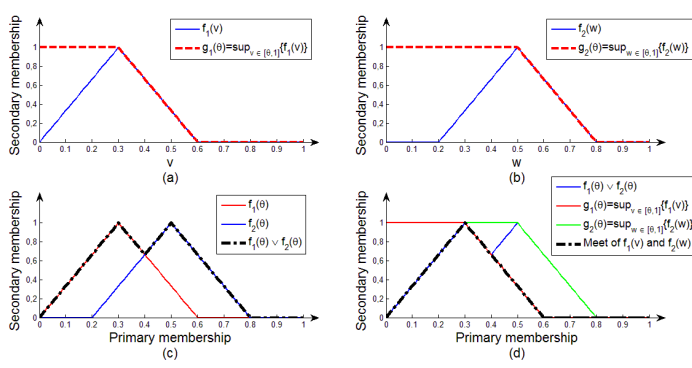 f₁(v)
g₁(θ)=sup_{v ∈ [θ,1]}{f₁(v)}
Secondary membership
1
0.8
0.6
0.4
0.2
0
0 0.1 0.2 0.3 0.4 0.5 0.6 0.7 0.8 0.9 1
v
(a)
f₂(w)
g₂(θ)=sup_{w ∈ [θ,1]}{f₂(w)}
Secondary membership
1
0.8
0.6
0.4
0.2
0
0 0.1 0.2 0.3 0.4 0.5 0.6 0.7 0.8 0.9 1
w
(b)
f₁(θ)
f₂(θ)
f₁(θ) ∨ f₂(θ)
Secondary membership
1
0.8
0.6
0.4
0.2
0
0 0.1 0.2 0.3 0.4 0.5 0.6 0.7 0.8 0.9 1
Primary membership
(c)
f₁(θ) ∨ f₂(θ)
g₁(θ)=sup_{v ∈ [θ,1]}{f₁(v)}
g₂(θ)=sup_{w ∈ [θ,1]}{f₂(w)}
Meet of f₁(v) and f₂(w)
Secondary membership
1
0.8
0.6
0.4
0.2
0
0 0.1 0.2 0.3 0.4 0.5 0.6 0.7 0.8 0.9 1
Primary membership
(d)